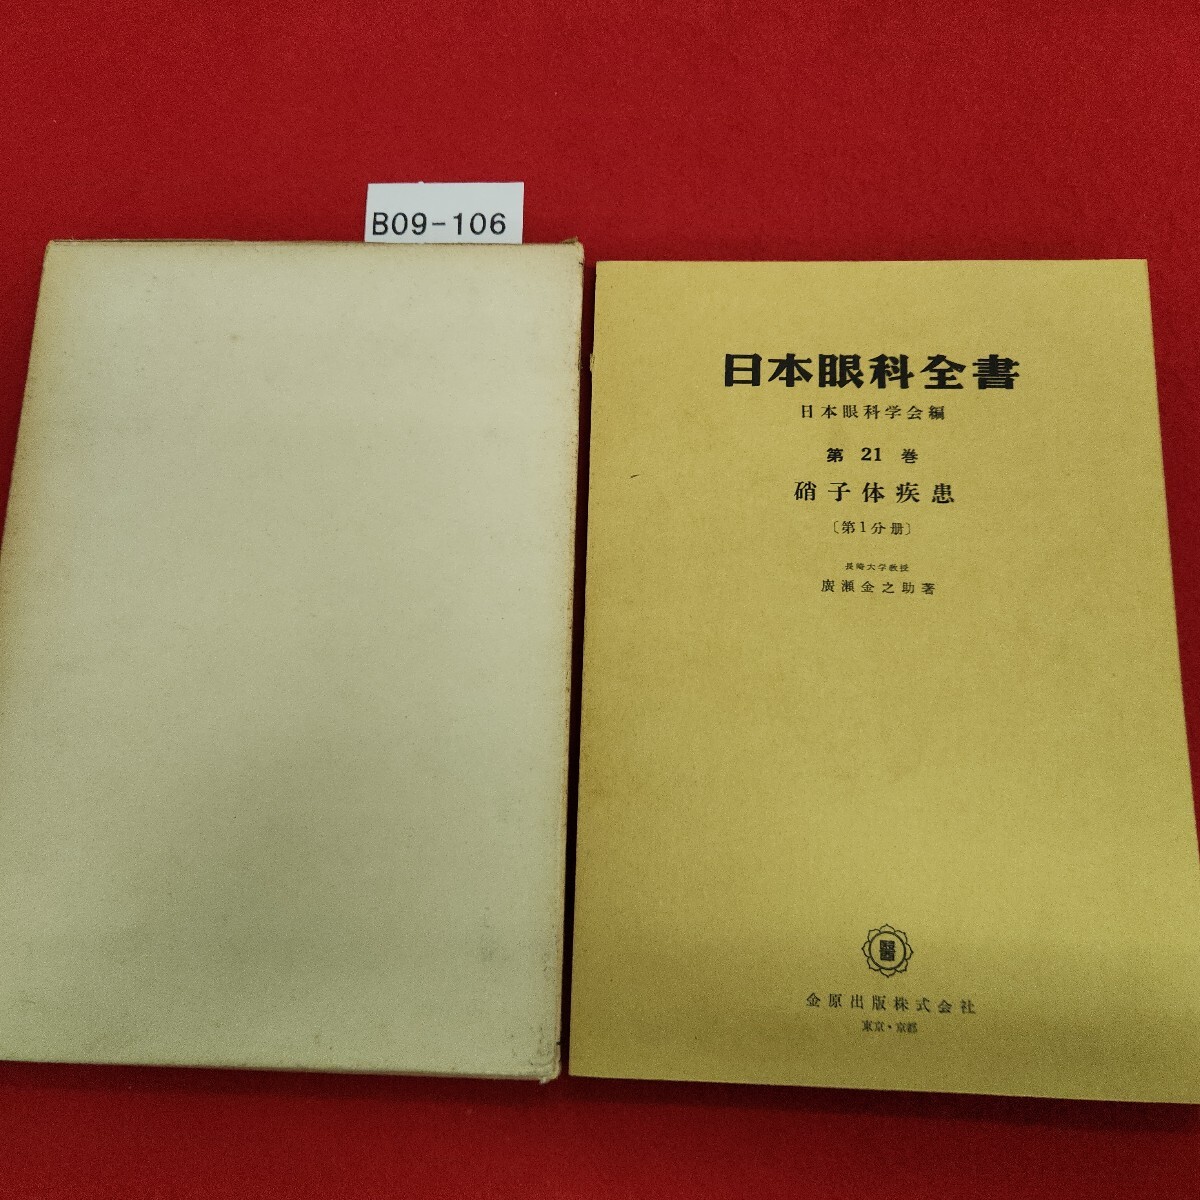 B09-106
日本眼科全書
日本眼科学会編
第 21 巻
硝子体疾患
〔第1分册〕
長崎大学教授
廣瀬金之助著
醫
金原出版株式会社
東京・京都